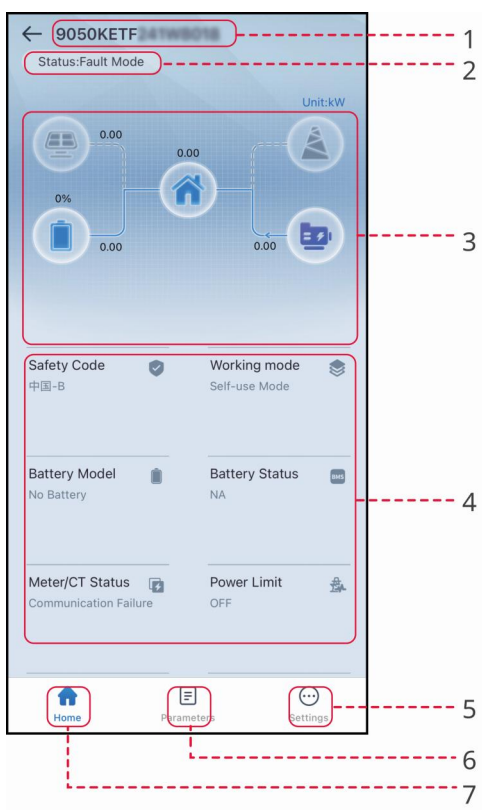 9050KETF
1
Status:Fault Mode
2
Unit:kW
0.00
0.00
0%
0.00
0.00
3
Safety Code
Working mode
中国-B
Self-use Mode
Battery Model
Battery Status
BMS
No Battery
NA
4
Meter/CT Status
Power Limit
Communication Failure
OFF
Home
Parameters
Settings
5
6
7